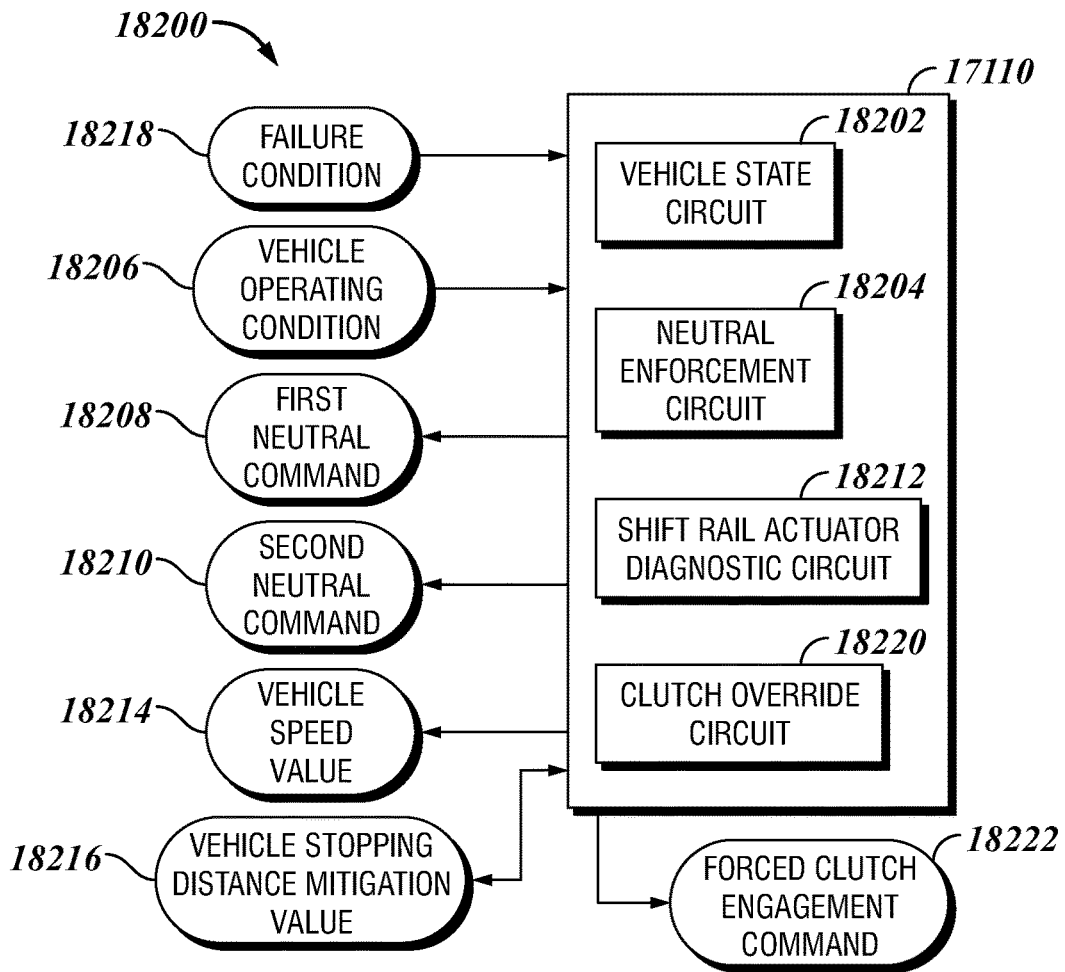 18200
17110
18218
FAILURE
CONDITION
18202
VEHICLE STATE
CIRCUIT
18206
VEHICLE
OPERATING
CONDITION
18204
NEUTRAL
ENFORCEMENT
CIRCUIT
18208
FIRST
NEUTRAL
COMMAND
18212
SHIFT RAIL ACTUATOR
DIAGNOSTIC CIRCUIT
18210
SECOND
NEUTRAL
COMMAND
18220
CLUTCH OVERRIDE
CIRCUIT
18214
VEHICLE
SPEED
VALUE
18216
VEHICLE STOPPING
DISTANCE MITIGATION
VALUE
18222
FORCED CLUTCH
ENGAGEMENT
COMMAND